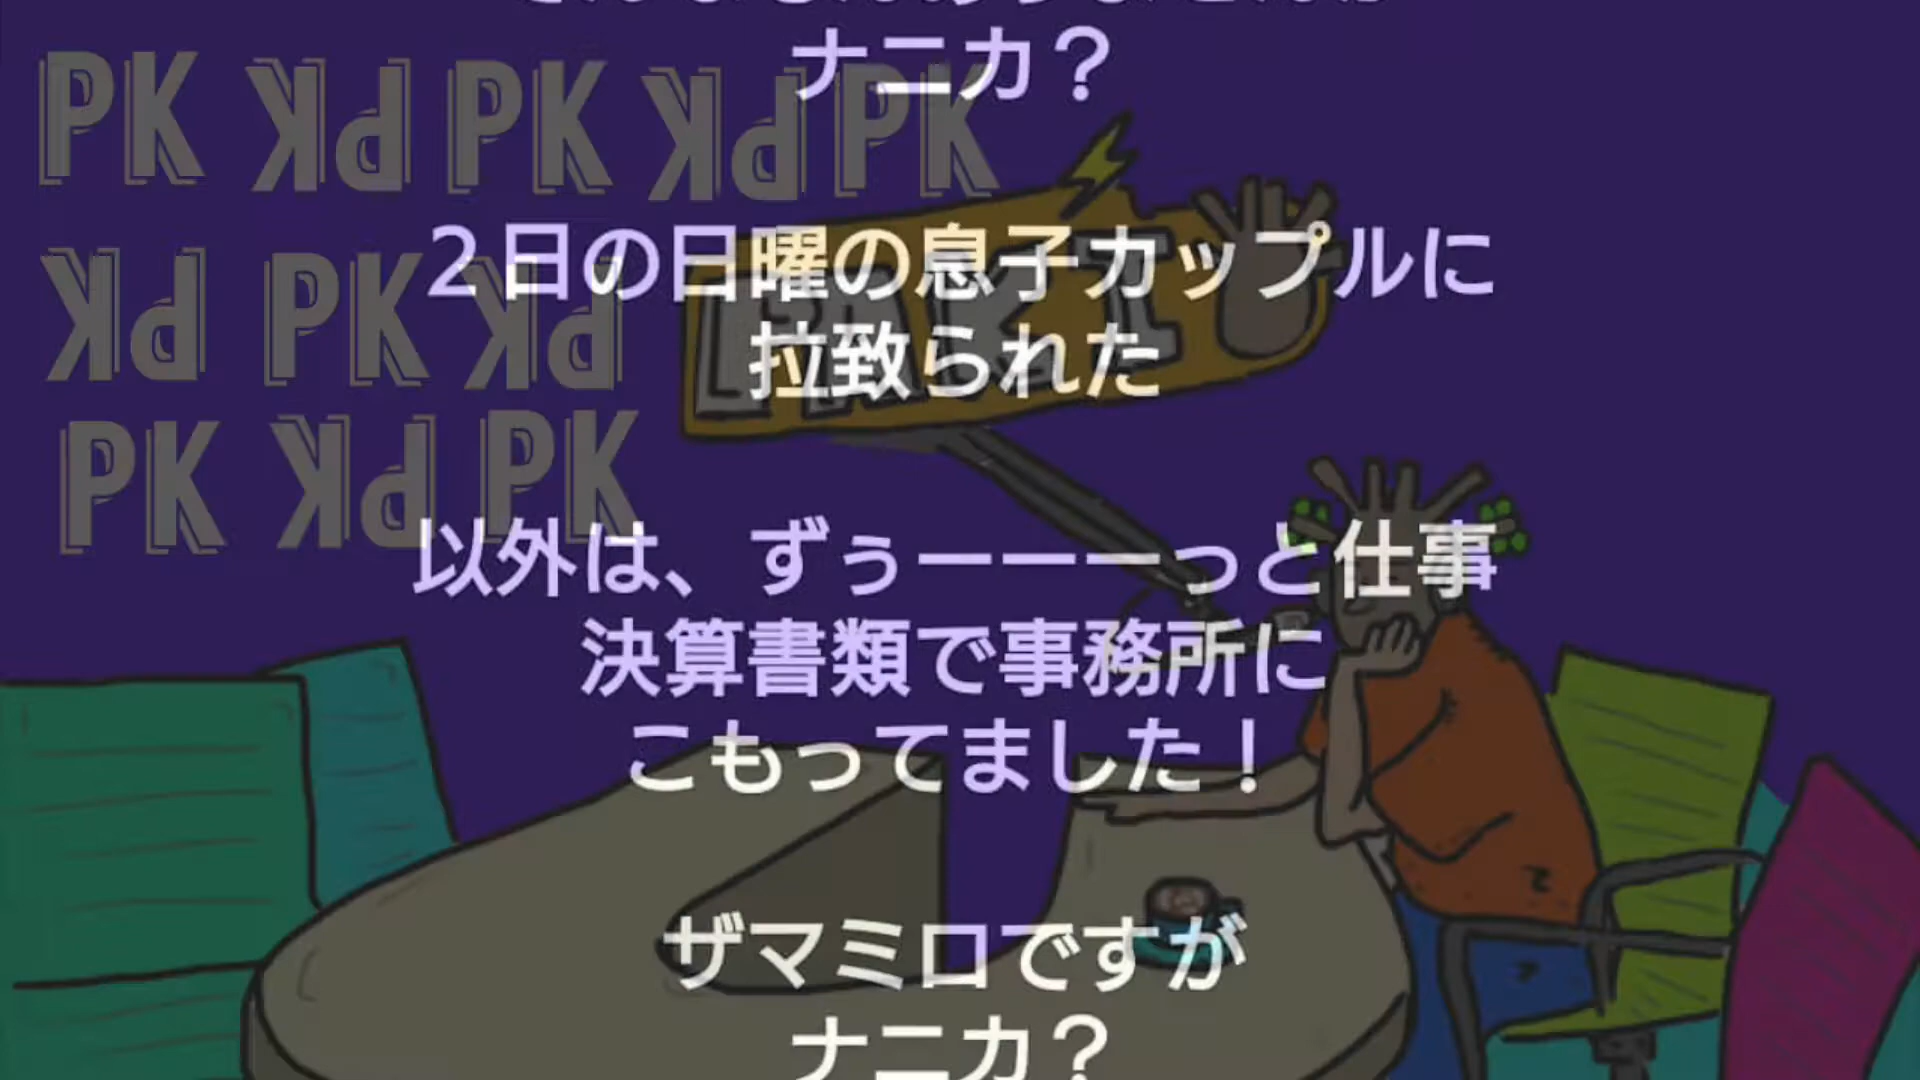 ナニカ？
PK PK PK PK PK
２日の日曜の息子カップルに
PK PK PK
拉致られた
PK PK PK
以外は、ずぅーーーっと仕事
決算書類で事務所に
こもってました！
ザマミロですが
ナニカ？